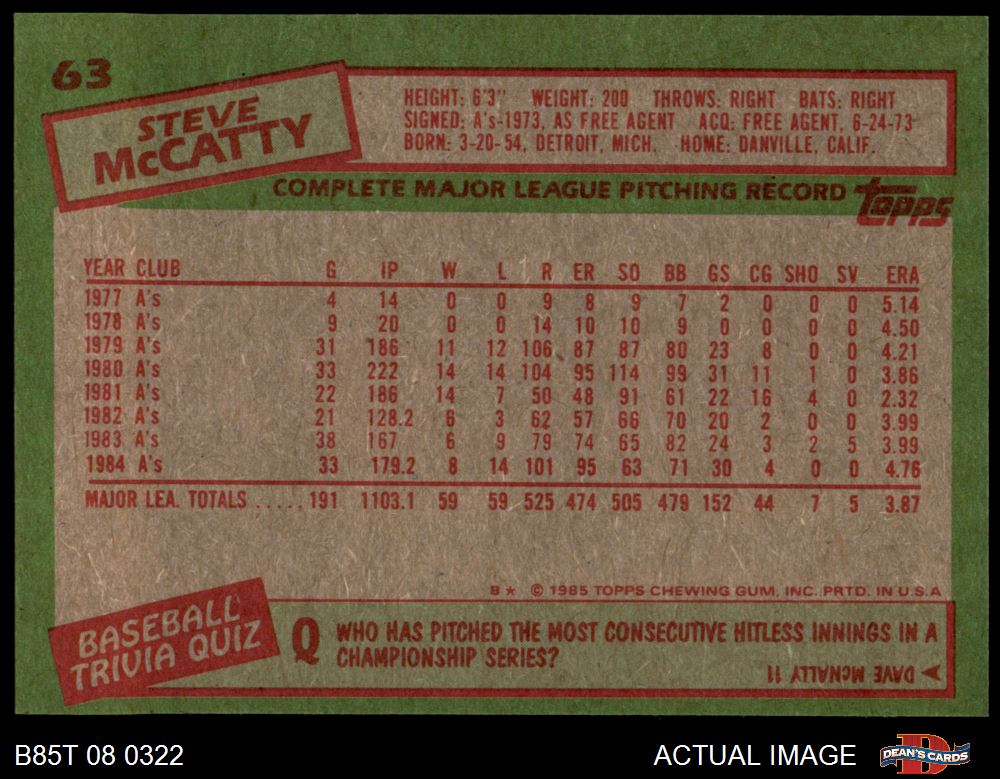 63
STEVE
McCATTY
HEIGHT: 6'3" WEIGHT: 200 THROWS: RIGHT BATS: RIGHT
SIGNED: A's-1973, AS FREE AGENT ACQ: FREE AGENT, 6-24-73
BORN: 3-20-54, DETROIT, MICH. HOME: DANVILLE, CALIF.
COMPLETE MAJOR LEAGUE PITCHING RECORD topps
YEAR CLUB G IP W L R ER SO BB GS CG SHO SV ERA
1977 A's 4 14 0 0 9 8 9 7 2 0 0 0 5.14
1978 A's 9 20 0 0 14 10 10 9 0 0 0 0 4.50
1979 A's 31 186 11 12 106 87 87 80 23 8 0 0 4.21
1980 A's 33 222 14 14 104 95 114 99 31 11 1 0 3.86
1981 A's 22 186 14 7 50 48 91 61 22 16 4 0 2.32
1982 A's 21 128.2 6 3 62 57 66 70 20 2 0 0 3.99
1983 A's 38 167 6 9 79 74 65 82 24 3 2 5 3.99
1984 A's 33 179.2 8 14 101 95 63 71 30 4 0 0 4.76
MAJOR LEA. TOTALS ..... 191 1103.1 59 59 525 474 505 479 152 44 7 5 3.87
B★ © 1985 TOPPS CHEWING GUM, INC. PRTD. IN U.S.A
BASEBALL
TRIVIA QUIZ
Q WHO HAS PITCHED THE MOST CONSECUTIVE HITLESS INNINGS IN A
CHAMPIONSHIP SERIES?
DAVE McNALLY 11
B85T 08 0322 ACTUAL IMAGE
D
DEAN'S CARDS